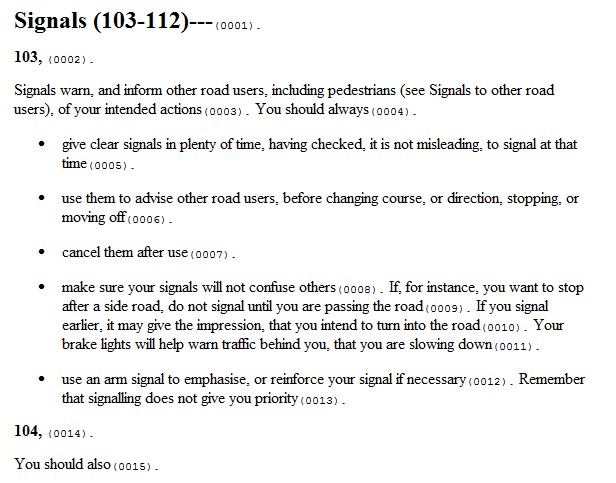 Signals (103-112)---(0001) .
103, (0002) .
Signals warn, and inform other road users, including pedestrians (see Signals to other road
users), of your intended actions (0003) . You should always (0004) .
• give clear signals in plenty of time, having checked, it is not misleading, to signal at that
time (0005) .
• use them to advise other road users, before changing course, or direction, stopping, or
moving off (0006) .
• cancel them after use (0007) .
• make sure your signals will not confuse others (0008) . If, for instance, you want to stop
after a side road, do not signal until you are passing the road (0009) . If you signal
earlier, it may give the impression, that you intend to turn into the road (0010) . Your
brake lights will help warn traffic behind you, that you are slowing down (0011) .
• use an arm signal to emphasise, or reinforce your signal if necessary (0012) . Remember
that signalling does not give you priority (0013) .
104, (0014) .
You should also (0015) .